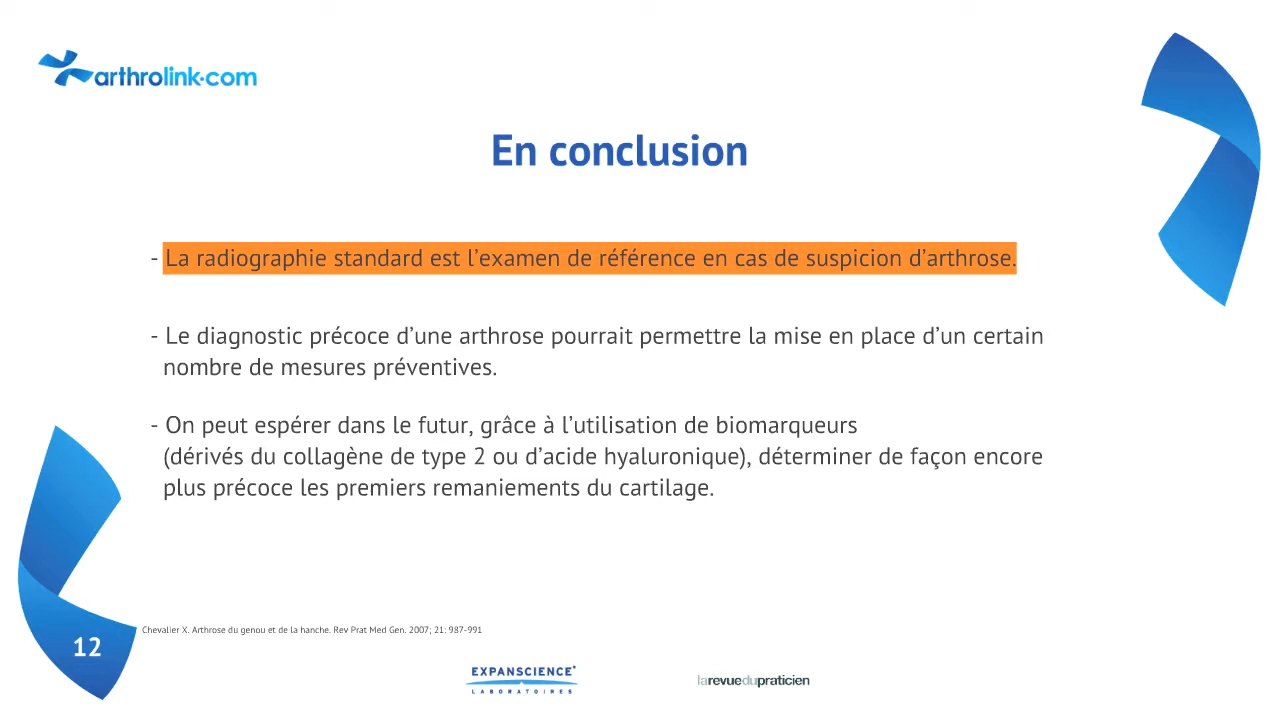 arthrolink.com
En conclusion
- La radiographie standard est l’examen de référence en cas de suspicion d’arthrose.
- Le diagnostic précoce d’une arthrose pourrait permettre la mise en place d’un certain
nombre de mesures préventives.
- On peut espérer dans le futur, grâce à l’utilisation de biomarqueurs
(dérivés du collagène de type 2 ou d’acide hyaluronique), déterminer de façon encore
plus précoce les premiers remaniements du cartilage.
Chevalier X. Arthrose du genou et de la hanche. Rev Prat Med Gen. 2007; 21: 987-991
12
EXPANSCIENCE
LABORATOIRES
larevuedupraticien